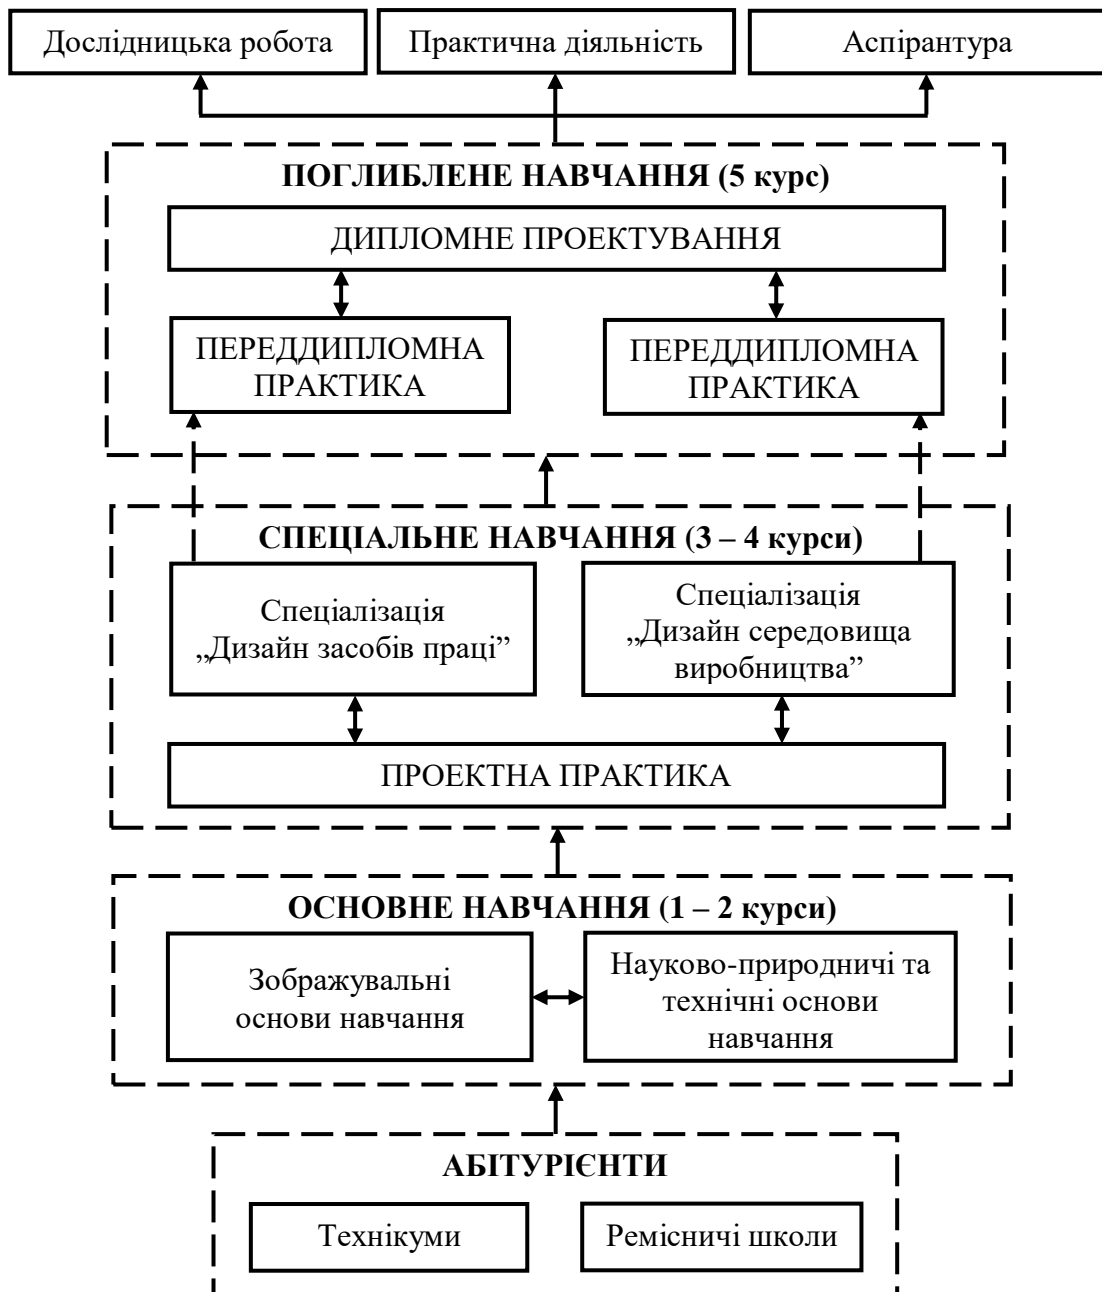 Дослідницька робота
Практична діяльність
Аспірантура
ПОГЛИБЛЕНЕ НАВЧАННЯ (5 курс)
ДИПЛОМНЕ ПРОЕКТУВАННЯ
ПЕРЕДДИПЛОМНА
ПРАКТИКА
ПЕРЕДДИПЛОМНА
ПРАКТИКА
СПЕЦІАЛЬНЕ НАВЧАННЯ (3 – 4 курси)
Спеціалізація
„Дизайн засобів праці”
Спеціалізація
„Дизайн середовища
виробництва”
ПРОЕКТНА ПРАКТИКА
ОСНОВНЕ НАВЧАННЯ (1 – 2 курси)
Зображувальні
основи навчання
Науково-природничі та
технічні основи
навчання
АБІТУРІЄНТИ
Технікуми
Ремісничі школи